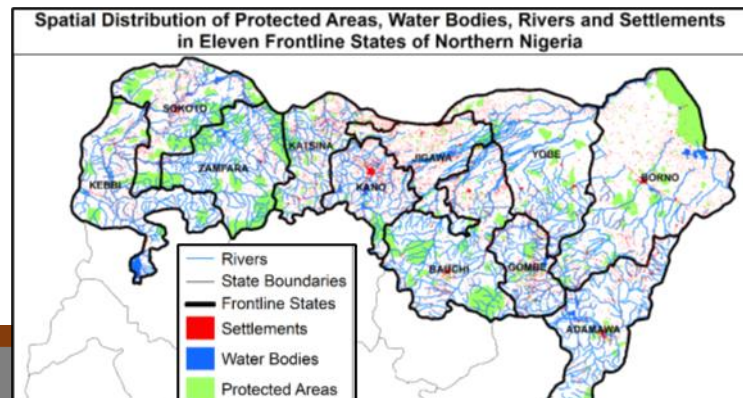 Spatial Distribution of Protected Areas, Water Bodies, Rivers and Settlements
in Eleven Frontline States of Northern Nigeria
SOKOTO
KATSINA
JIGAWA
YOBE
ZAMFARA
BORNO
KEBBI
KANO
BAUCHI
GOMBE
ADAMAWA
Rivers
State Boundaries
Frontline States
Settlements
Water Bodies
Protected Areas